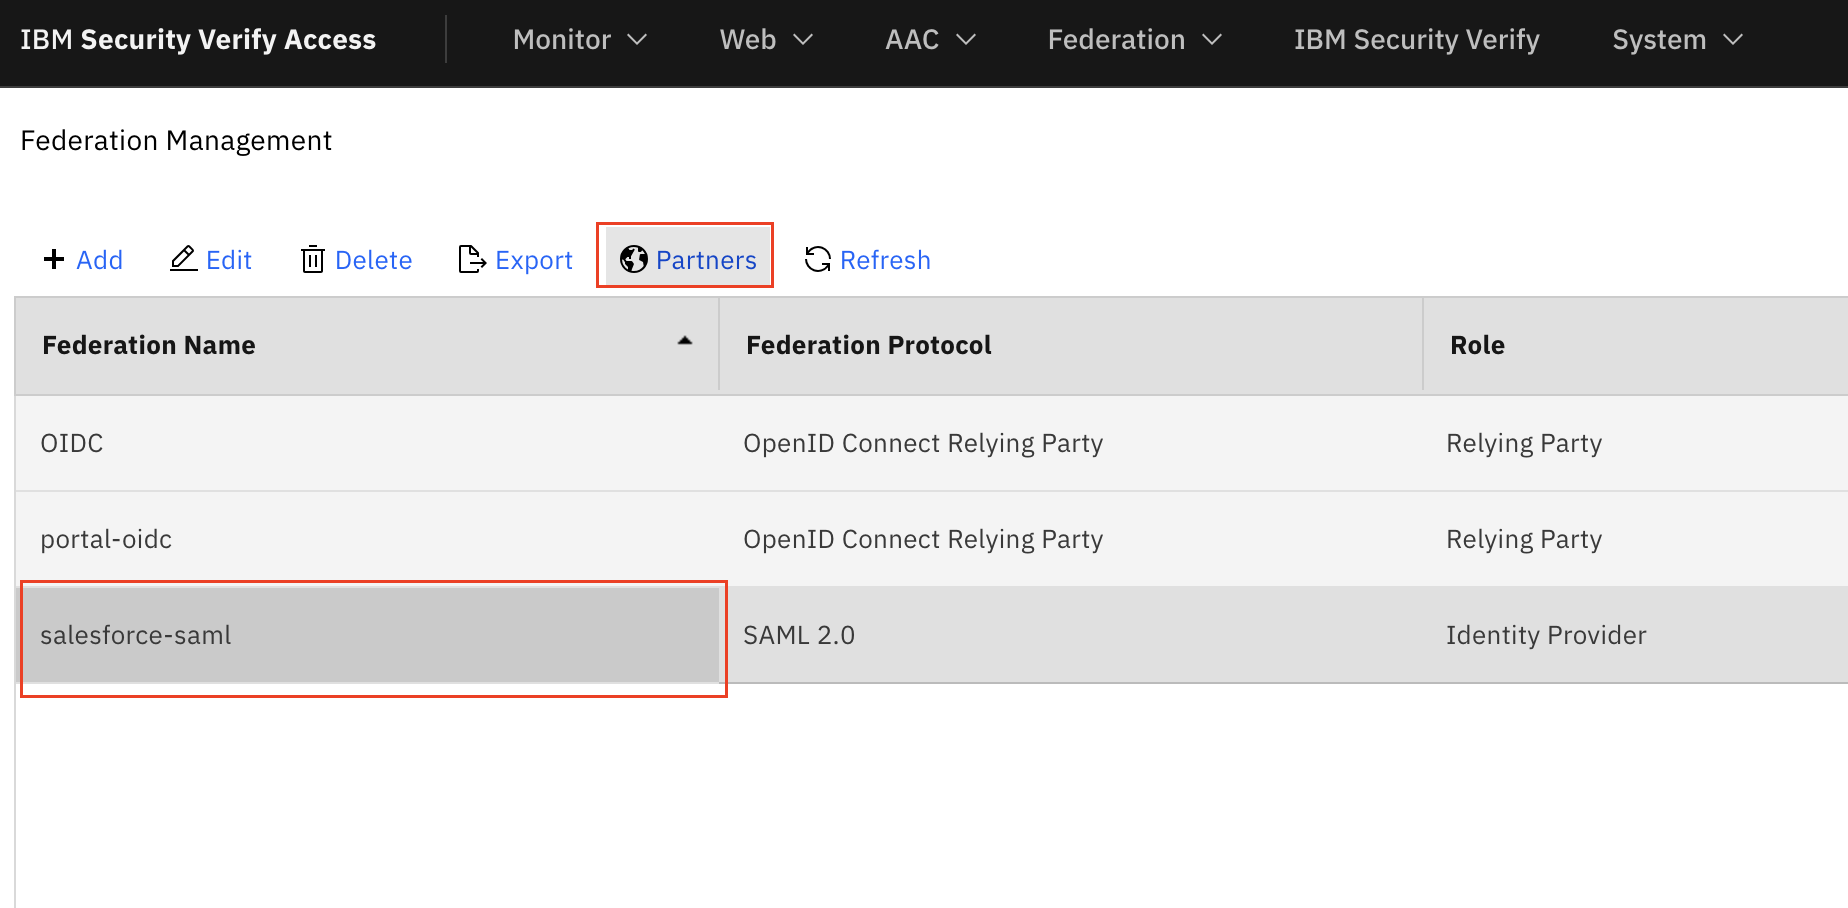 IBM Security Verify Access Monitor Web AAC Federation IBM Security Verify System
Federation Management
Add Edit Delete Export Partners Refresh
Federation Name Federation Protocol Role
OIDC OpenID Connect Relying Party Relying Party
portal-oidc OpenID Connect Relying Party Relying Party
salesforce-saml SAML 2.0 Identity Provider